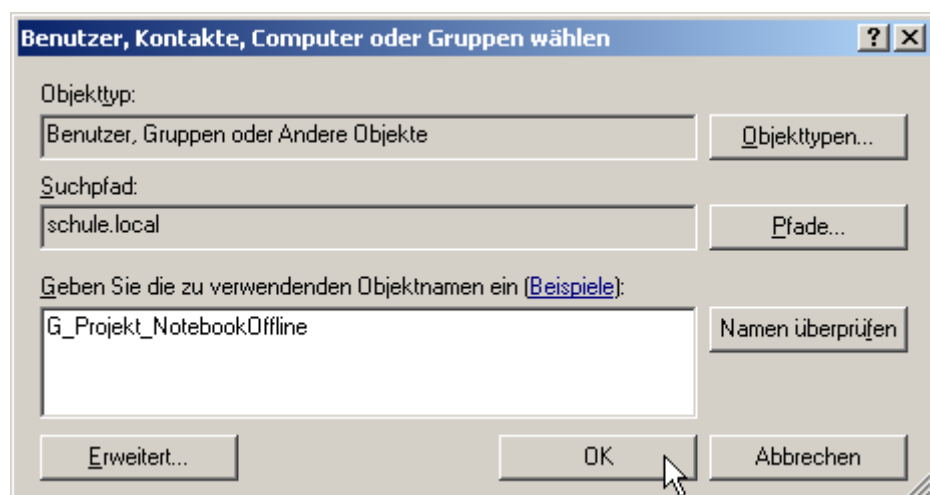 Benutzer, Kontakte, Computer oder Gruppen wählen
Objekttyp:
Benutzer, Gruppen oder Andere Objekte
Objekttypen...
Suchpfad:
schule.local
Pfade...
Geben Sie die zu verwendenden Objektnamen ein (Beispiele):
G_Projekt_NotebookOffline
Namen überprüfen
Erweitert...
OK
Abbrechen